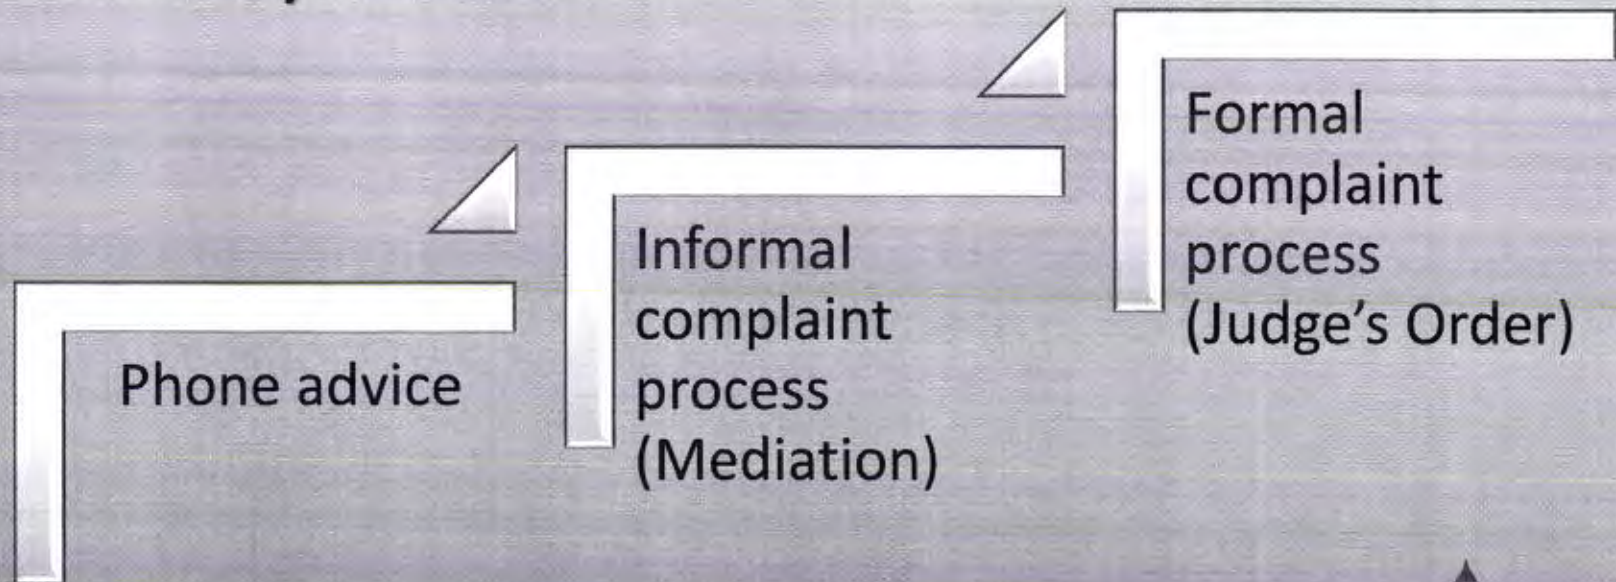 Phone advice
Informal
complaint
process
(Mediation)
Formal
complaint
process
(Judge's Order)